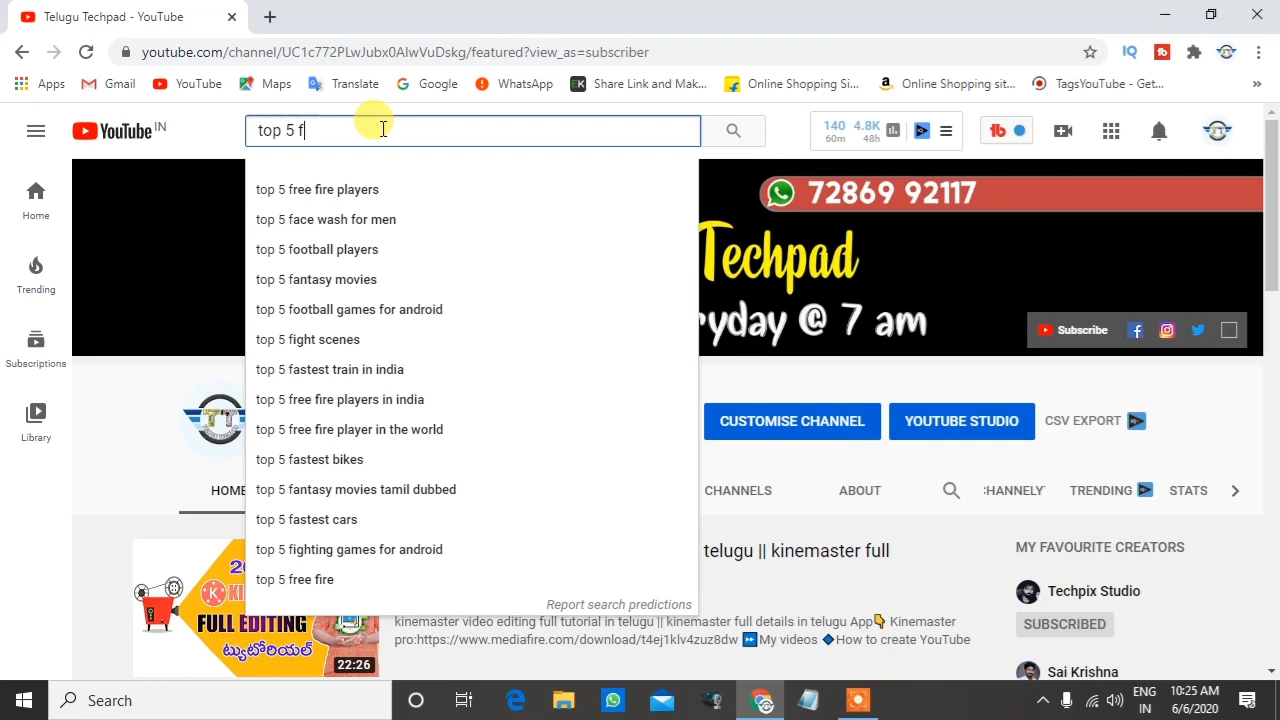 Telugu Techpad - YouTube
youtube.com/channel/UC1c772PLwJubx0AlwVuDskg/featured?view_as=subscriber
Apps Gmail YouTube Maps Translate Google WhatsApp Share Link and Mak... Online Shopping Si... Online Shopping sit... TagsYouTube - Get... »
YouTube IN
top 5 f
140 4.8K
60m 48h
top 5 free fire players
top 5 face wash for men
top 5 football players
top 5 fantasy movies
top 5 football games for android
top 5 fight scenes
top 5 fastest train in india
top 5 free fire players in india
top 5 free fire player in the world
top 5 fastest bikes
top 5 fantasy movies tamil dubbed
top 5 fastest cars
top 5 fighting games for android
top 5 free fire
Report search predictions
Home
Trending
Subscriptions
Library
72869 92117
Techpad
ryday @ 7 am
Subscribe
TT
CUSTOMISE CHANNEL YOUTUBE STUDIO CSV EXPORT
HOME CHANNELS ABOUT CHANNELY TRENDING STATS
telugu || kinemaster full
MY FAVOURITE CREATORS
Techpix Studio
SUBSCRIBED
Sai Krishna
20
KI
FULL EDITING
ట్యుటోరియల్
22:26
kinemaster video editing full tutorial in telugu || kinemaster full details in telugu App👇 Kinemaster
pro:https://www.mediafire.com/download/t4ej1klv4zuz8dw ⏩My videos 🔷How to create YouTube
Search
ENG
IN
10:25 AM
6/6/2020